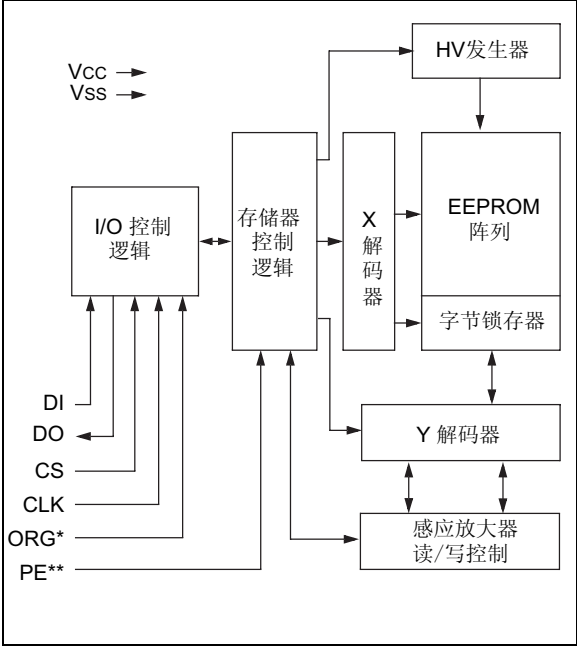 Vcc
Vss
HV发生器
I/O 控制
逻辑
存储器
控制
逻辑
X
解
码
器
EEPROM
阵列
字节锁存器
DI
DO
CS
CLK
ORG*
PE**
Y 解码器
感应放大器
读/写控制